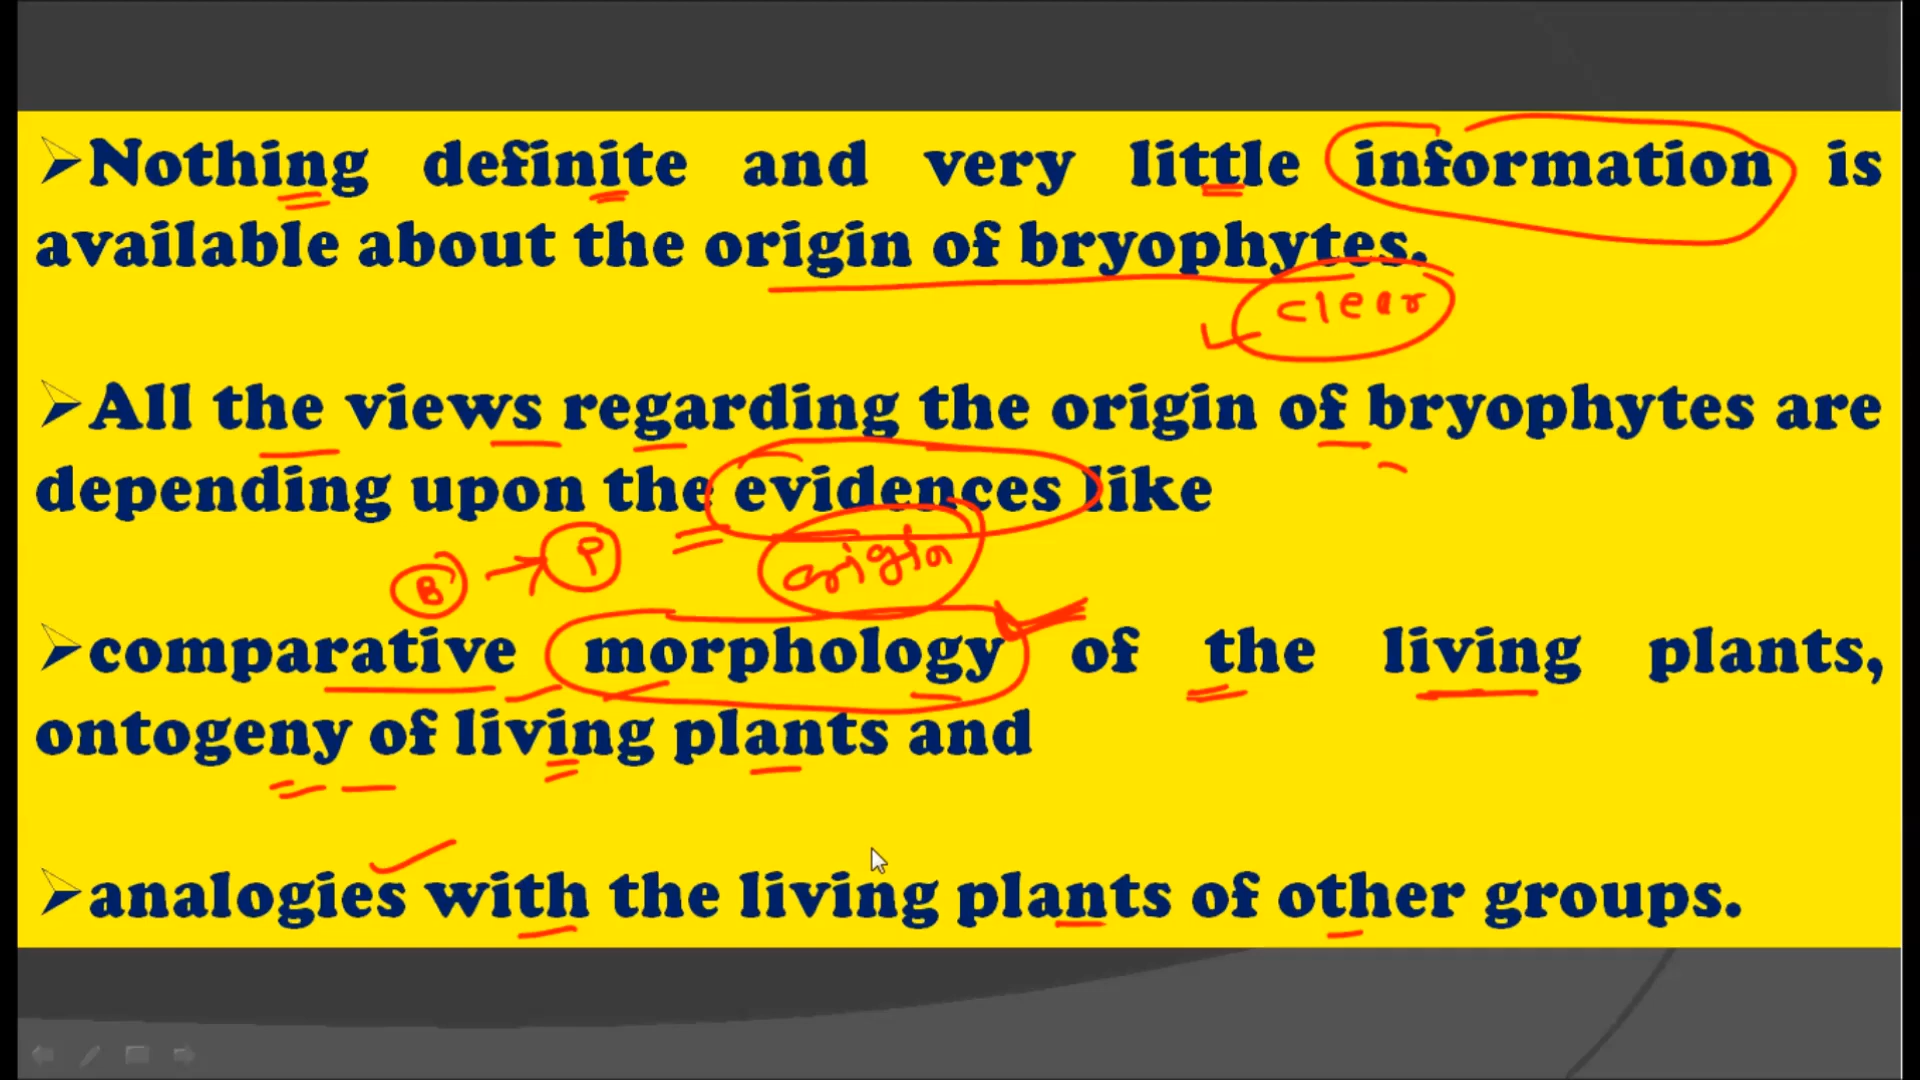 ➢Nothing definite and very little information is
available about the origin of bryophytes.
clear
➢All the views regarding the origin of bryophytes are
depending upon the evidences like
B → P
origin
➢comparative morphology of the living plants,
ontogeny of living plants and
➢analogies with the living plants of other groups.